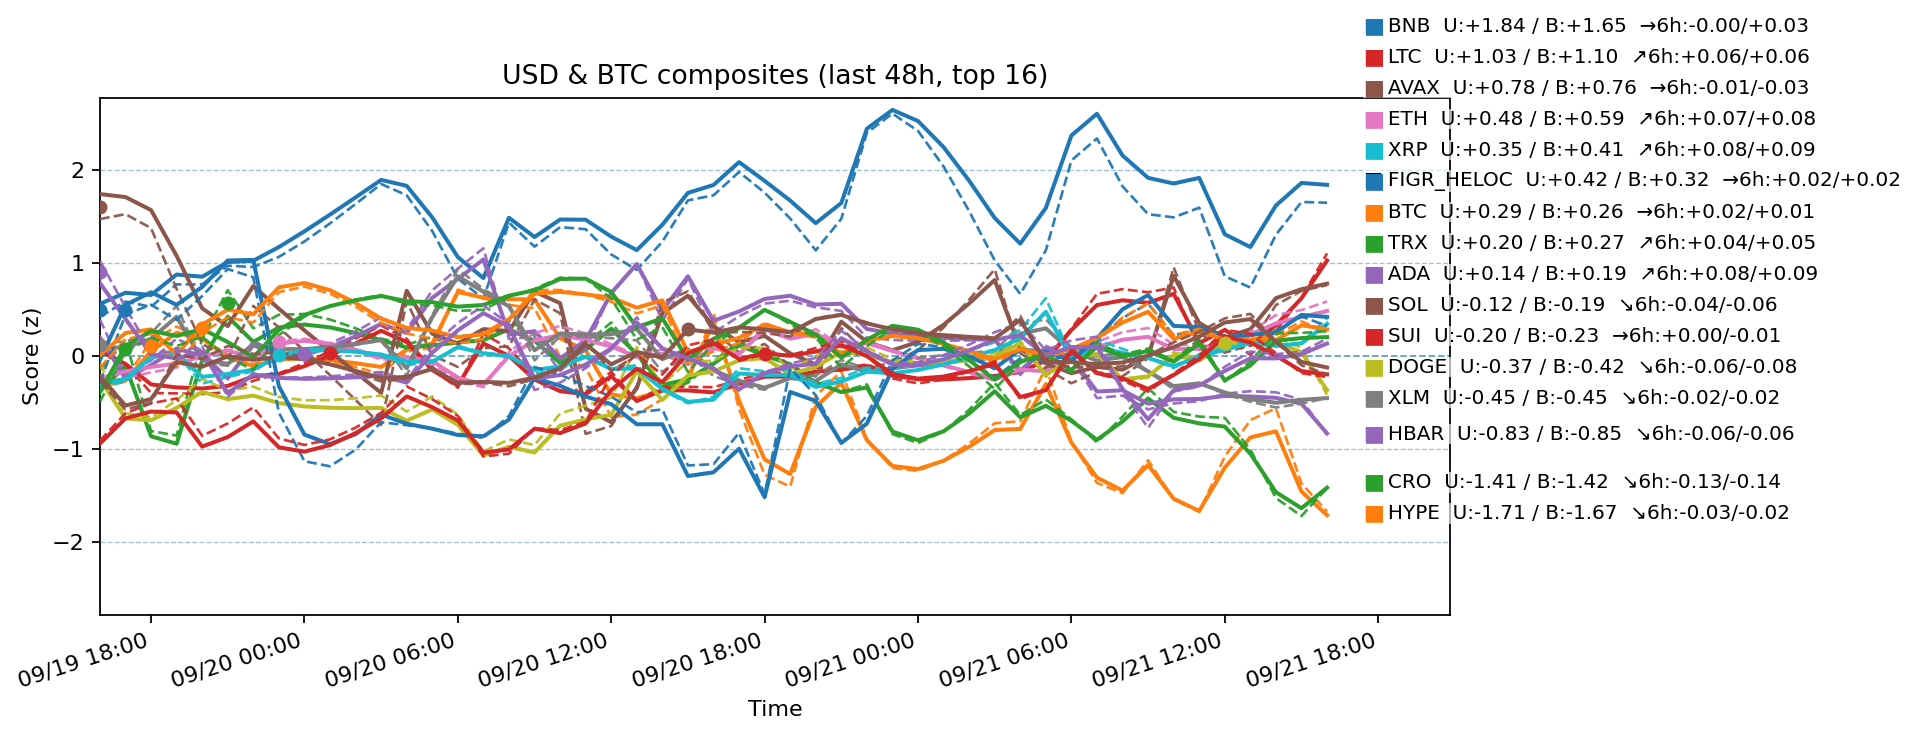 BNB U:+1.84 / B:+1.65 →6h:-0.00/+0.03
LTC U:+1.03 / B:+1.10 ↗6h:+0.06/+0.06
USD & BTC composites (last 48h, top 16)
AVAX U:+0.78 / B:+0.76 →6h:-0.01/-0.03
ETH U:+0.48 / B:+0.59 ↗6h:+0.07/+0.08
XRP U:+0.35 / B:+0.41 ↗6h:+0.08/+0.09
FIGR_HELOC U:+0.42 / B:+0.32 →6h:+0.02/+0.02
BTC U:+0.29 / B:+0.26 →6h:+0.02/+0.01
TRX U:+0.20 / B:+0.27 ↗6h:+0.04/+0.05
ADA U:+0.14 / B:+0.19 ↗6h:+0.08/+0.09
SOL U:-0.12 / B:-0.19 ↘6h:-0.04/-0.06
SUI U:-0.20 / B:-0.23 →6h:+0.00/-0.01
DOGE U:-0.37 / B:-0.42 ↘6h:-0.06/-0.08
XLM U:-0.45 / B:-0.45 ↘6h:-0.02/-0.02
HBAR U:-0.83 / B:-0.85 ↘6h:-0.06/-0.06
CRO U:-1.41 / B:-1.42 ↘6h:-0.13/-0.14
HYPE U:-1.71 / B:-1.67 ↘6h:-0.03/-0.02
Score (z)
2
1
0
−1
−2
09/19 18:00
09/20 00:00
09/20 06:00
09/20 12:00
09/20 18:00
09/21 00:00
09/21 06:00
09/21 12:00
09/21 18:00
Time